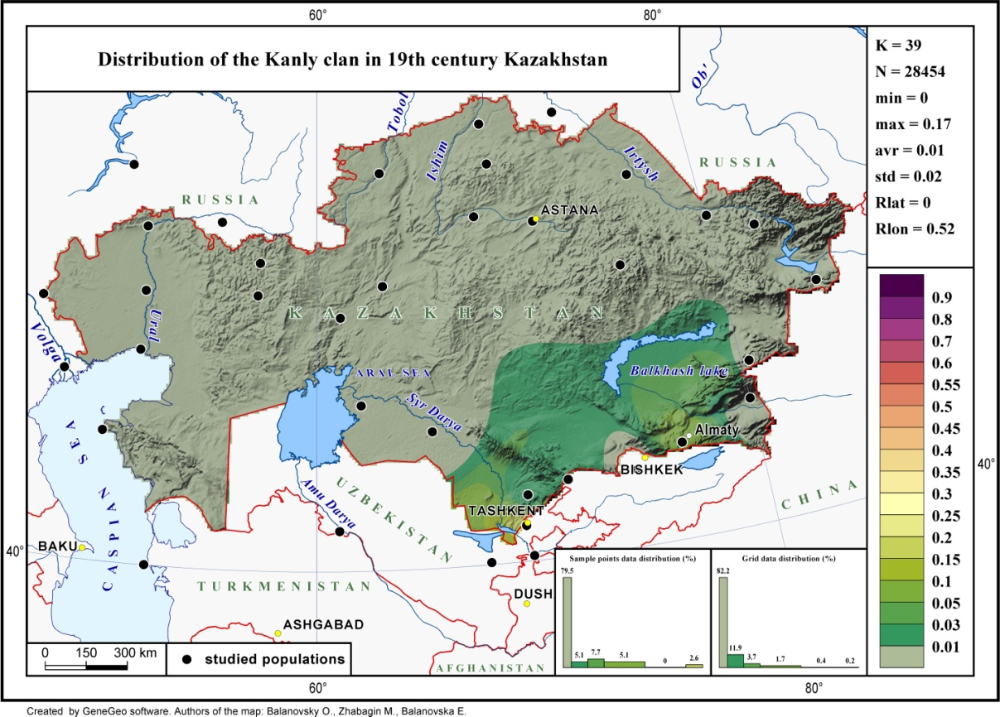 60°
80°
Distribution of the Kanly clan in 19th century Kazakhstan
K = 39
N = 28454
min = 0
max = 0.17
avr = 0.01
std = 0.02
Rlat = 0
Rlon = 0.52
Ob'
Tobol
Ishim
Irtysh
RUSSIA
RUSSIA
ASTANA
KAZAKHSTAN
Ural
Volga
ARAL SEA
Syr Darya
Balkhash lake
Almaty
BISHKEK
CASPIAN SEA
Amu Darya
UZBEKISTAN
TASHKENT
CHINA
40°
40°
BAKU
TURKMENISTAN
DUSH
ASHGABAD
AFGHANISTAN
0.9
0.8
0.7
0.6
0.55
0.5
0.45
0.4
0.35
0.3
0.25
0.2
0.15
0.1
0.05
0.03
0.01
Sample points data distribution (%)
79.5
5.1
7.7
5.1
0
2.6
Grid data distribution (%)
82.2
11.9
3.7
1.7
0.4
0.2
0 150 300 km
studied populations
60°
80°
Created by GeneGeo software. Authors of the map: Balanovsky O., Zhabagin M., Balanovska E.